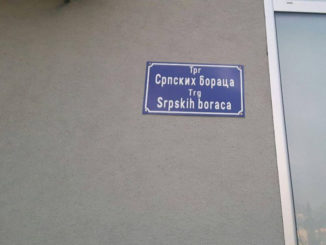 Трг
Српских бораца
Trg
Srpskih boraca